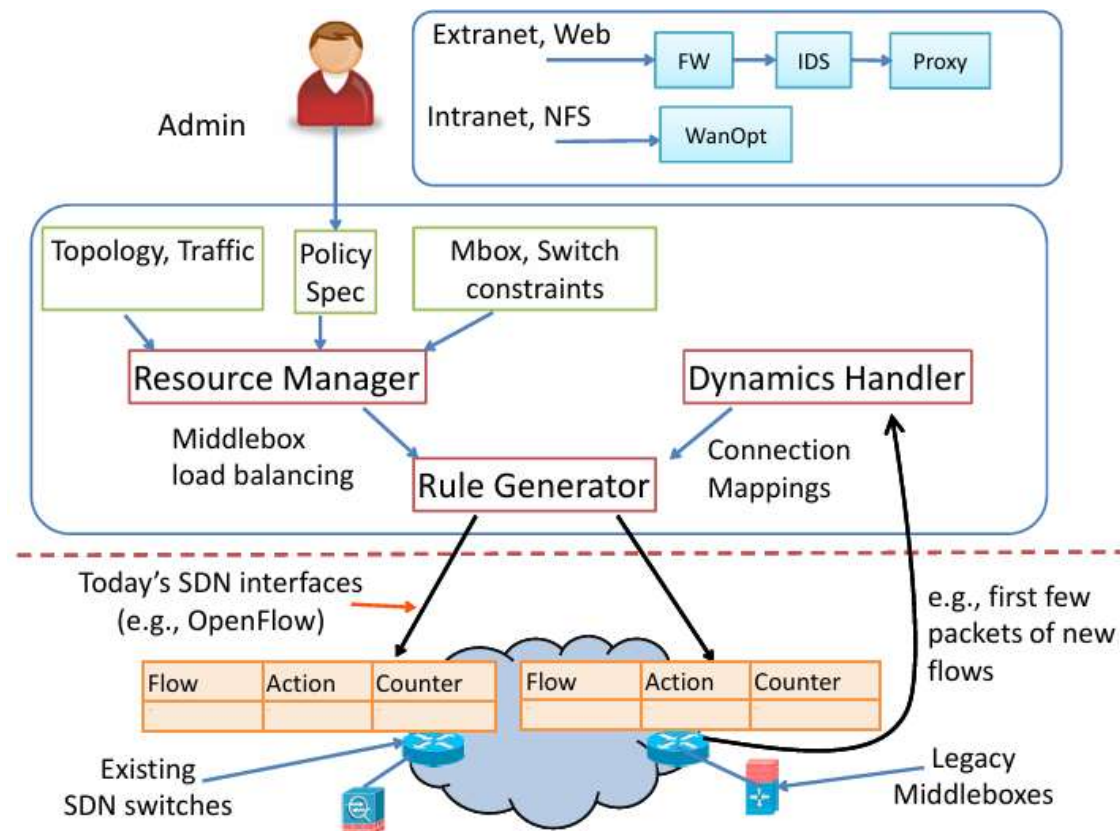 Extranet, Web
FW
IDS
Proxy
Admin
Intranet, NFS
WanOpt
Topology, Traffic
Policy
Spec
Mbox, Switch
constraints
Resource Manager
Dynamics Handler
Middlebox
load balancing
Connection
Mappings
Rule Generator
Today's SDN interfaces
(e.g., OpenFlow)
e.g., first few
packets of new
flows
Flow Action Counter
Flow Action Counter
Existing
SDN switches
Legacy
Middleboxes